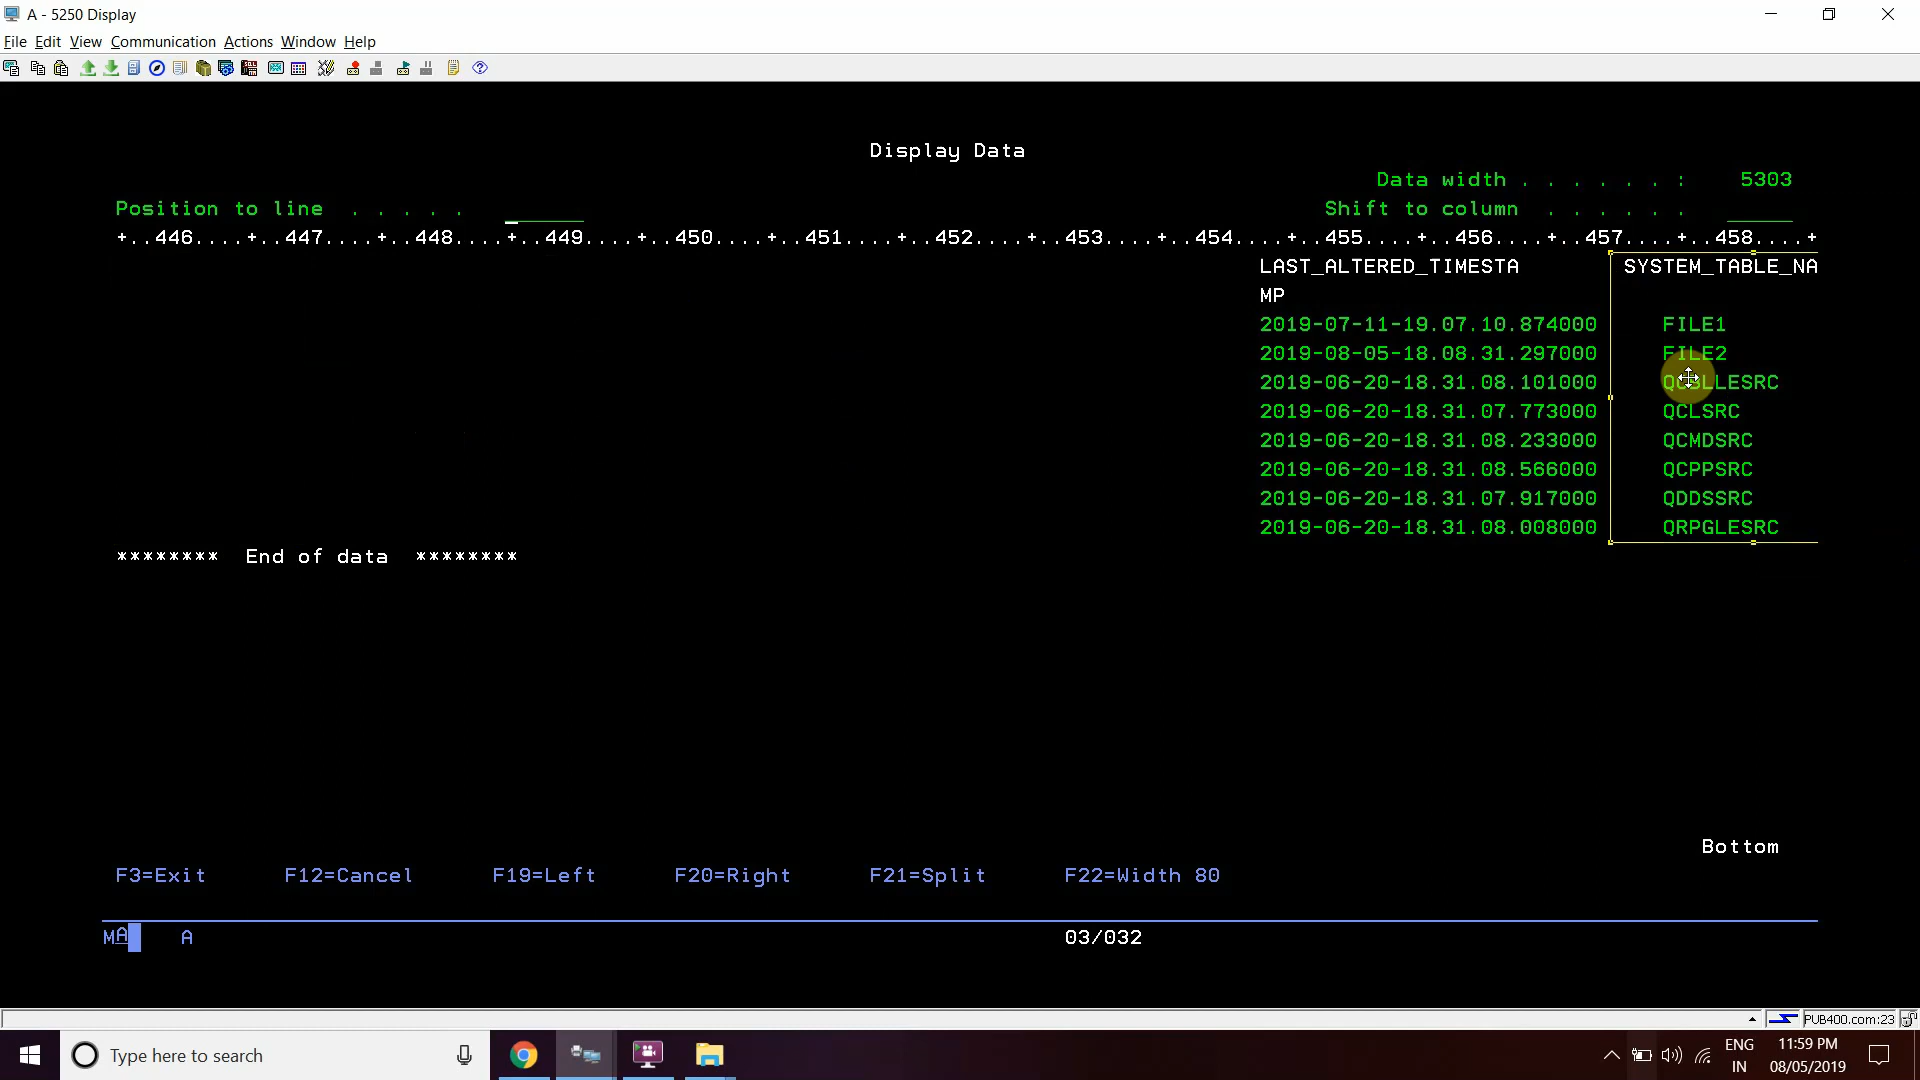 A - 5250 Display
File Edit View Communication Actions Window Help
Display Data
Data width . . . . . . : 5303
Position to line . . . . . Shift to column . . . . . .
+..446....+..447....+..448....+..449....+..450....+..451....+..452....+..453....+..454....+..455....+..456....+..457....+..458....+
LAST_ALTERED_TIMESTA SYSTEM_TABLE_NA
MP
2019-07-11-19.07.10.874000 FILE1
2019-08-05-18.08.31.297000 FILE2
2019-06-20-18.31.08.101000 QCBLLESRC
2019-06-20-18.31.07.773000 QCLSRC
2019-06-20-18.31.08.233000 QCMDSRC
2019-06-20-18.31.08.566000 QCPPSRC
2019-06-20-18.31.07.917000 QDDSSRC
2019-06-20-18.31.08.008000 QRPGLESRC
******** End of data ********
Bottom
F3=Exit F12=Cancel F19=Left F20=Right F21=Split F22=Width 80
MA A 03/032
PUB400.com:23
Type here to search
ENG 11:59 PM
IN 08/05/2019